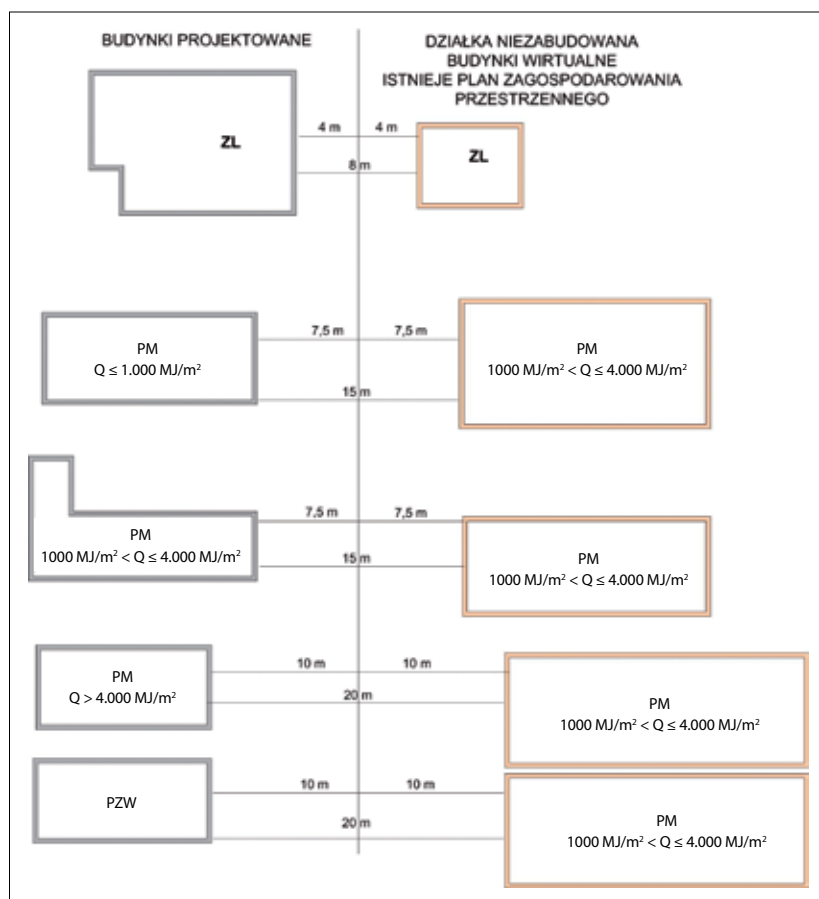 BUDYNKI PROJEKTOWANE
DZIAŁKA NIEZABUDOWANA
BUDYNKI WIRTUALNE
ISTNIEJE PLAN ZAGOSPODAROWANIA
PRZESTRZENNEGO
4 m 4 m
ZL
ZL
8 m
7,5 m 7,5 m
PM
Q ≤ 1.000 MJ/m²
PM
1000 MJ/m² < Q ≤ 4.000 MJ/m²
15 m
7,5 m 7,5 m
PM
1000 MJ/m² < Q ≤ 4.000 MJ/m²
15 m
PM
1000 MJ/m² < Q ≤ 4.000 MJ/m²
10 m 10 m
PM
Q > 4.000 MJ/m²
20 m
PM
1000 MJ/m² < Q ≤ 4.000 MJ/m²
10 m 10 m
PZW
20 m
PM
1000 MJ/m² < Q ≤ 4.000 MJ/m²